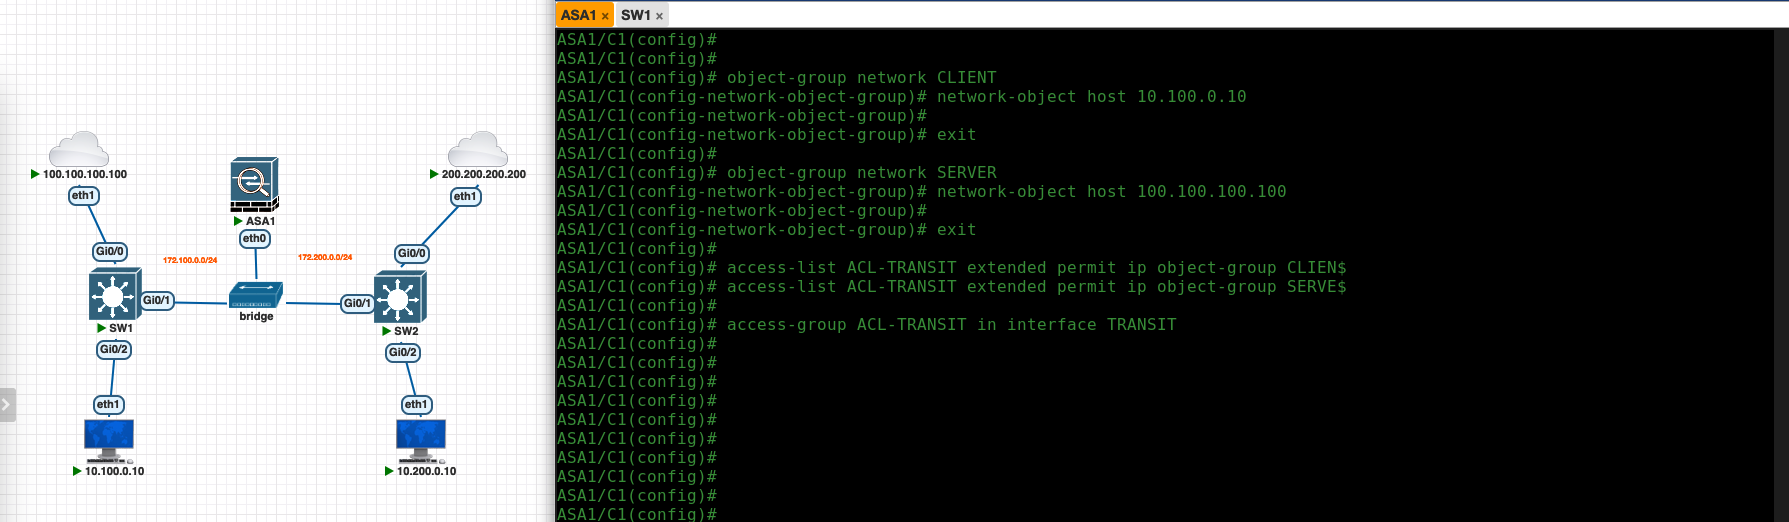 100.100.100.100
eth1
Gi0/0
SW1
Gi0/1
Gi0/2
eth1
10.100.0.10
ASA1
eth0
172.100.0.0/24
172.200.0.0/24
bridge
200.200.200.200
eth1
Gi0/0
Gi0/1
SW2
Gi0/2
eth1
10.200.0.10
ASA1 × SW1 ×
ASA1/C1(config)#
ASA1/C1(config)#
ASA1/C1(config)# object-group network CLIENT
ASA1/C1(config-network-object-group)# network-object host 10.100.0.10
ASA1/C1(config-network-object-group)#
ASA1/C1(config-network-object-group)# exit
ASA1/C1(config)#
ASA1/C1(config)# object-group network SERVER
ASA1/C1(config-network-object-group)# network-object host 100.100.100.100
ASA1/C1(config-network-object-group)#
ASA1/C1(config-network-object-group)# exit
ASA1/C1(config)#
ASA1/C1(config)# access-list ACL-TRANSIT extended permit ip object-group CLIEN$
ASA1/C1(config)# access-list ACL-TRANSIT extended permit ip object-group SERVE$
ASA1/C1(config)#
ASA1/C1(config)# access-group ACL-TRANSIT in interface TRANSIT
ASA1/C1(config)#
ASA1/C1(config)#
ASA1/C1(config)#
ASA1/C1(config)#
ASA1/C1(config)#
ASA1/C1(config)#
ASA1/C1(config)#
ASA1/C1(config)#
ASA1/C1(config)#
ASA1/C1(config)#